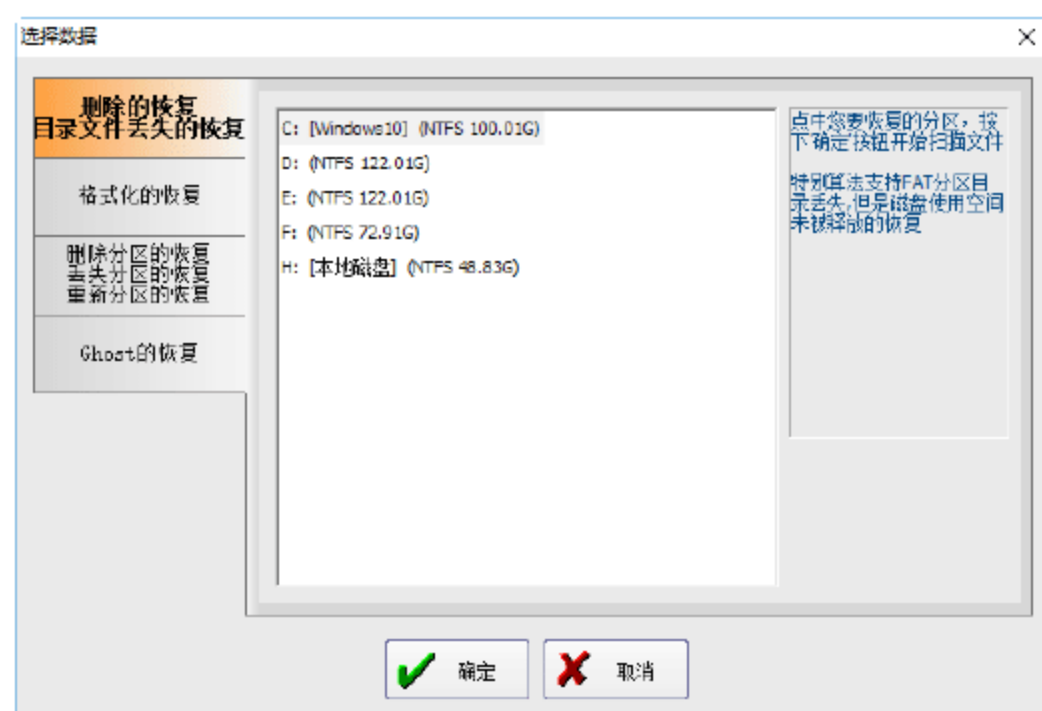 选择数据
删除的恢复
目录文件丢失的恢复
格式化的恢复
删除分区的恢复
丢失分区的恢复
重新分区的恢复
Ghost的恢复
C: [Windows10] (NTFS 100.01G)
D: (NTFS 122.01G)
E: (NTFS 122.01G)
F: (NTFS 72.91G)
H: [本地磁盘] (NTFS 48.83G)
点中您要恢复的分区，按
下‘确定’按钮开始扫描文件
特别算法支持FAT分区目
录丢失,但是磁盘使用空间
未被释放的恢复
确定
取消